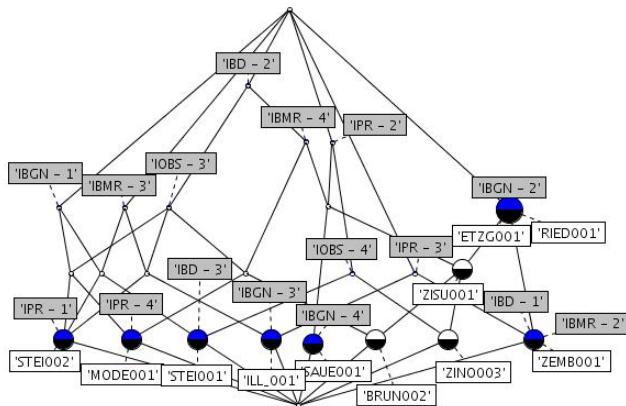 'IBD - 2'
'IBMR - 4'
'IPR - 2'
'IBGN - 1'
'IBMR - 3'
'IOBS - 3'
'IBGN - 2'
'ETZG001'
'RIED001'
'IOBS - 4'
'IPR - 3'
'IBD - 3'
'ZISU001'
'IPR - 1'
'IPR - 4'
'IBGN - 3'
'IBGN - 4'
'IBD - 1'
'IBMR - 2'
'STEI002'
'MODE001'
'STEI001'
'ILL_001'
'SAUE001'
'BRUN002'
'ZINO003'
'ZEMB001'